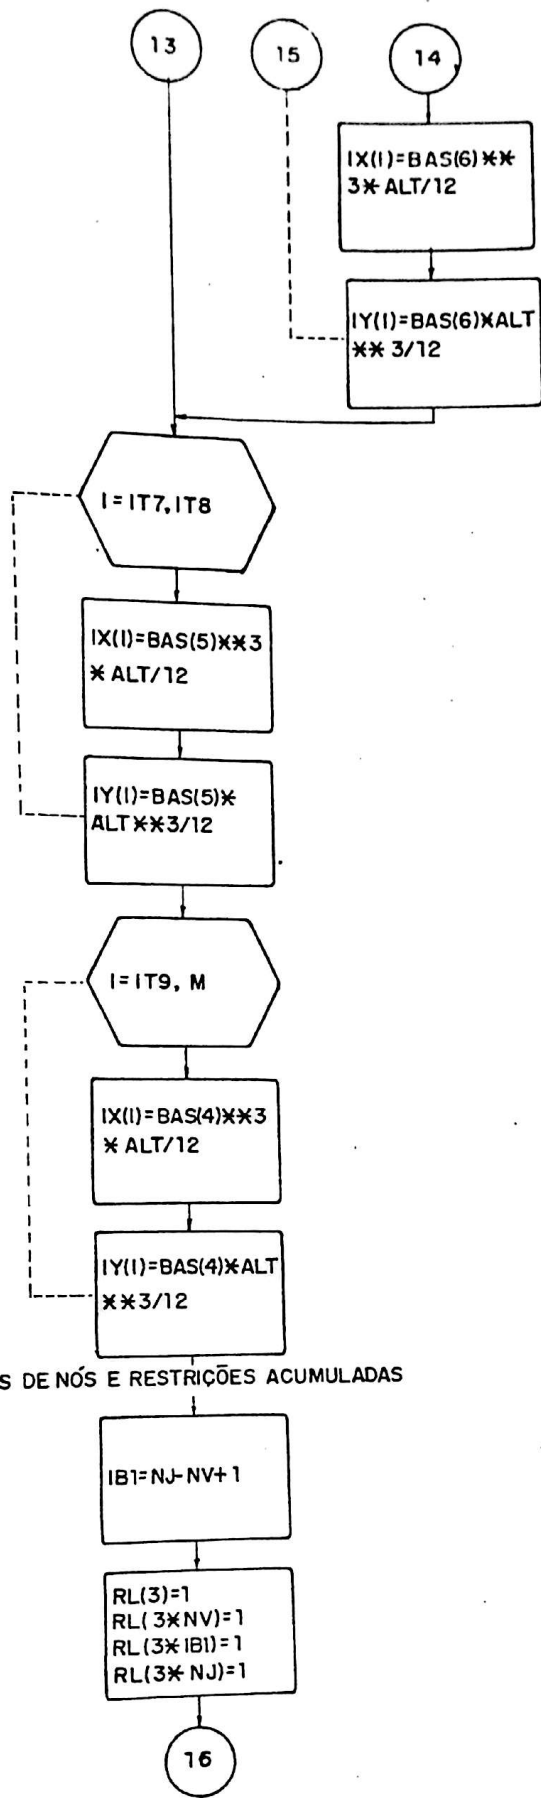 13
15
14
IX(I)=BAS(6)**
3*ALT/12
IY(I)=BAS(6)*ALT
** 3/12
I=IT7,IT8
IX(I)=BAS(5)**3
* ALT/12
IY(I)=BAS(5)*
ALT**3/12
I=IT9, M
IX(I)=BAS(4)**3
* ALT/12
IY(I)=BAS(4)*ALT
**3/12
S DE NÓS E RESTRIÇÕES ACUMULADAS
IB1=NJ-NV+1
RL(3)=1
RL(3*NV)=1
RL(3*IB1)=1
RL(3*NJ)=1
16